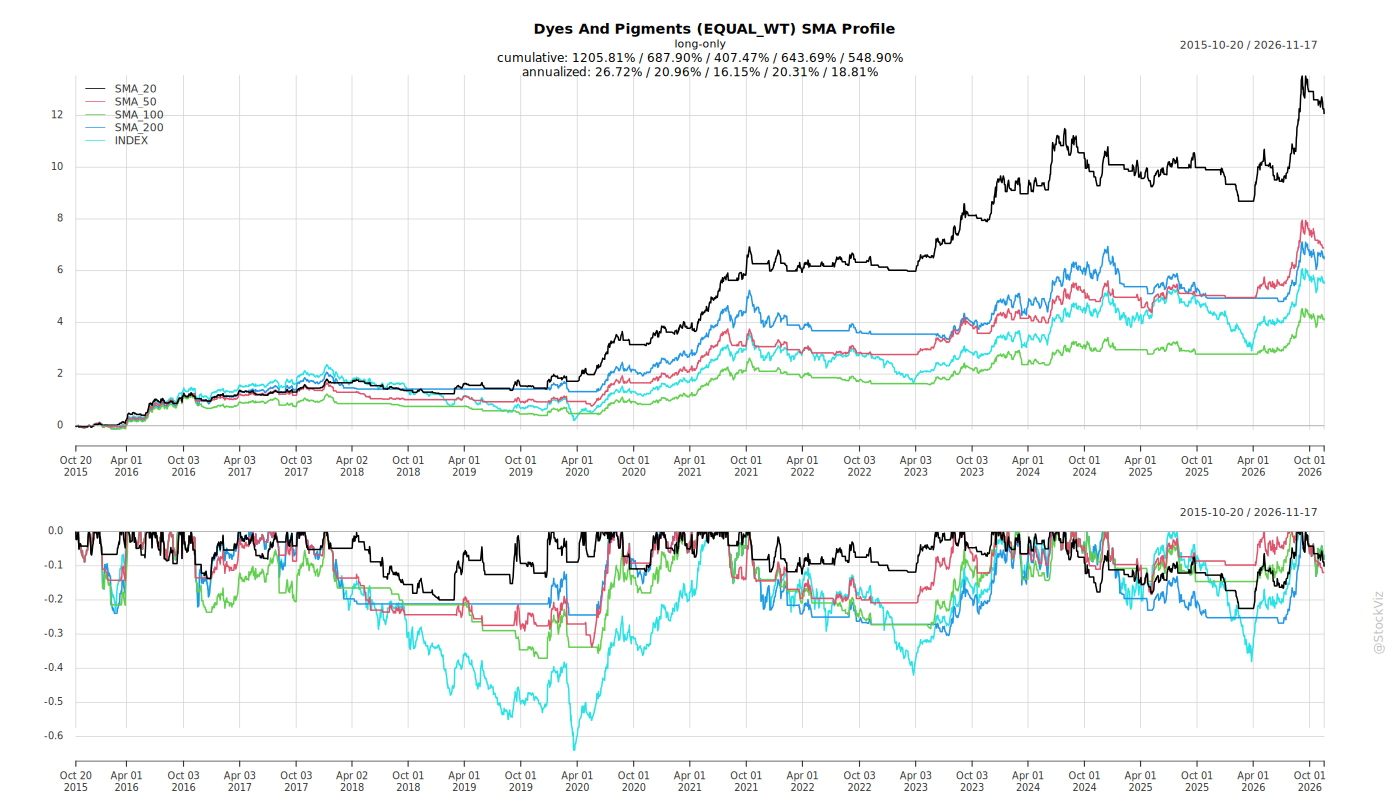 Dyes And Pigments (EQUAL_WT) SMA Profile
long-only
cumulative: 1205.81% / 687.90% / 407.47% / 643.69% / 548.90%
annualized: 26.72% / 20.96% / 16.15% / 20.31% / 18.81%
2015-10-20 / 2026-11-17
SMA_20
SMA_50
SMA_100
SMA_200
INDEX
12
10
8
6
4
2
0
Oct 20 Apr 01 Oct 03 Apr 03 Oct 03 Apr 02 Oct 01 Apr 01 Oct 01 Apr 01 Oct 01 Apr 01 Oct 01 Apr 01 Oct 03 Apr 03 Oct 03 Apr 01 Oct 01 Apr 01 Oct 01 Apr 01 Oct 01
2015 2016 2016 2017 2017 2018 2018 2019 2019 2020 2020 2021 2021 2022 2022 2023 2023 2024 2024 2025 2025 2026 2026
2015-10-20 / 2026-11-17
0.0
-0.1
-0.2
-0.3
-0.4
-0.5
-0.6
Oct 20 Apr 01 Oct 03 Apr 03 Oct 03 Apr 02 Oct 01 Apr 01 Oct 01 Apr 01 Oct 01 Apr 01 Oct 01 Apr 01 Oct 03 Apr 03 Oct 03 Apr 01 Oct 01 Apr 01 Oct 01 Apr 01 Oct 01
2015 2016 2016 2017 2017 2018 2018 2019 2019 2020 2020 2021 2021 2022 2022 2023 2023 2024 2024 2025 2025 2026 2026
@StockViz